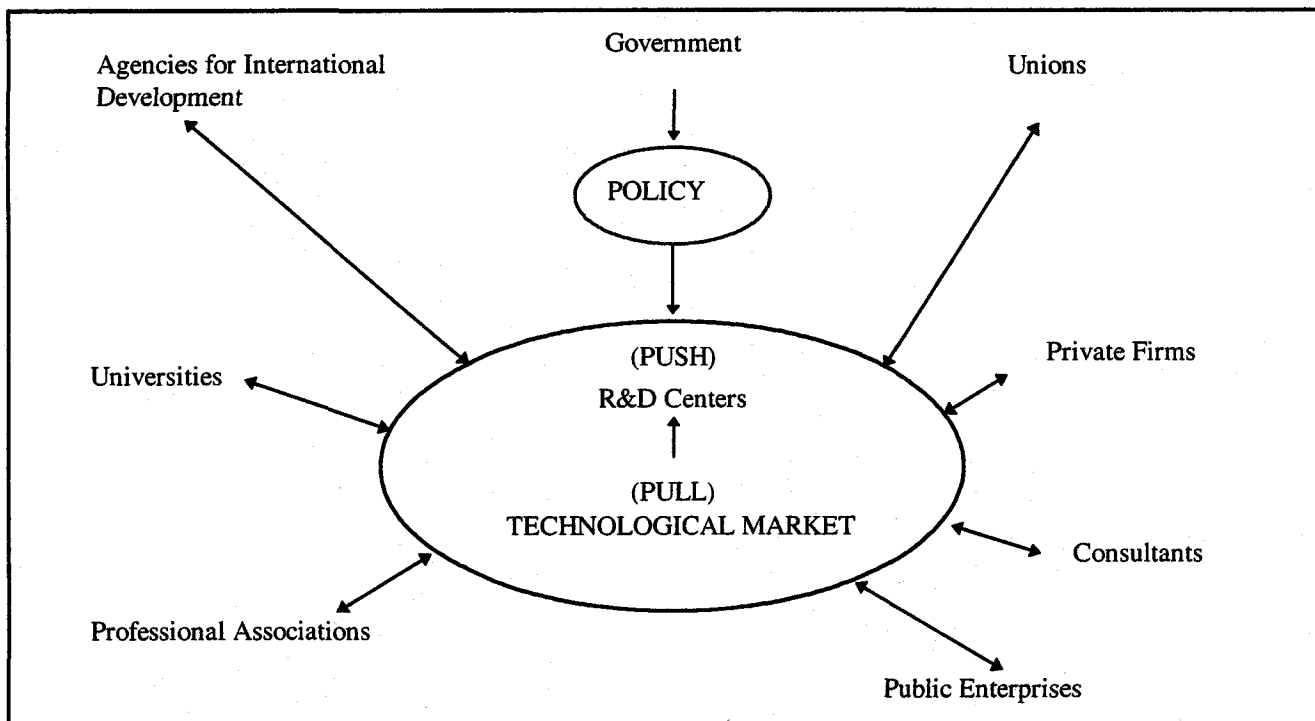 Government
Agencies for International
Development
Unions
POLICY
(PUSH)
R&D Centers
Universities
Private Firms
(PULL)
TECHNOLOGICAL MARKET
Consultants
Professional Associations
Public Enterprises